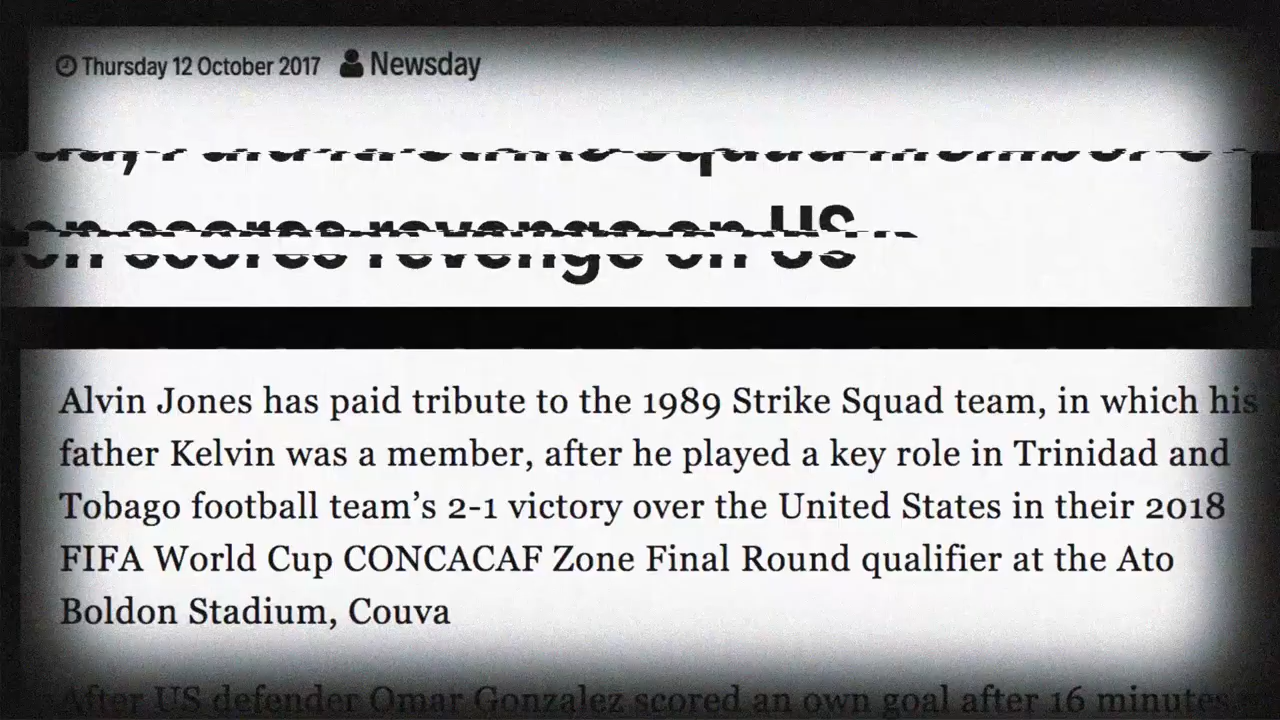 Thursday 12 October 2017 Newsday
scores revenge on US
Alvin Jones has paid tribute to the 1989 Strike Squad team, in which his
father Kelvin was a member, after he played a key role in Trinidad and
Tobago football team’s 2-1 victory over the United States in their 2018
FIFA World Cup CONCACAF Zone Final Round qualifier at the Ato
Boldon Stadium, Couva
After US defender Omar Gonzalez scored an own goal after 16 minutes